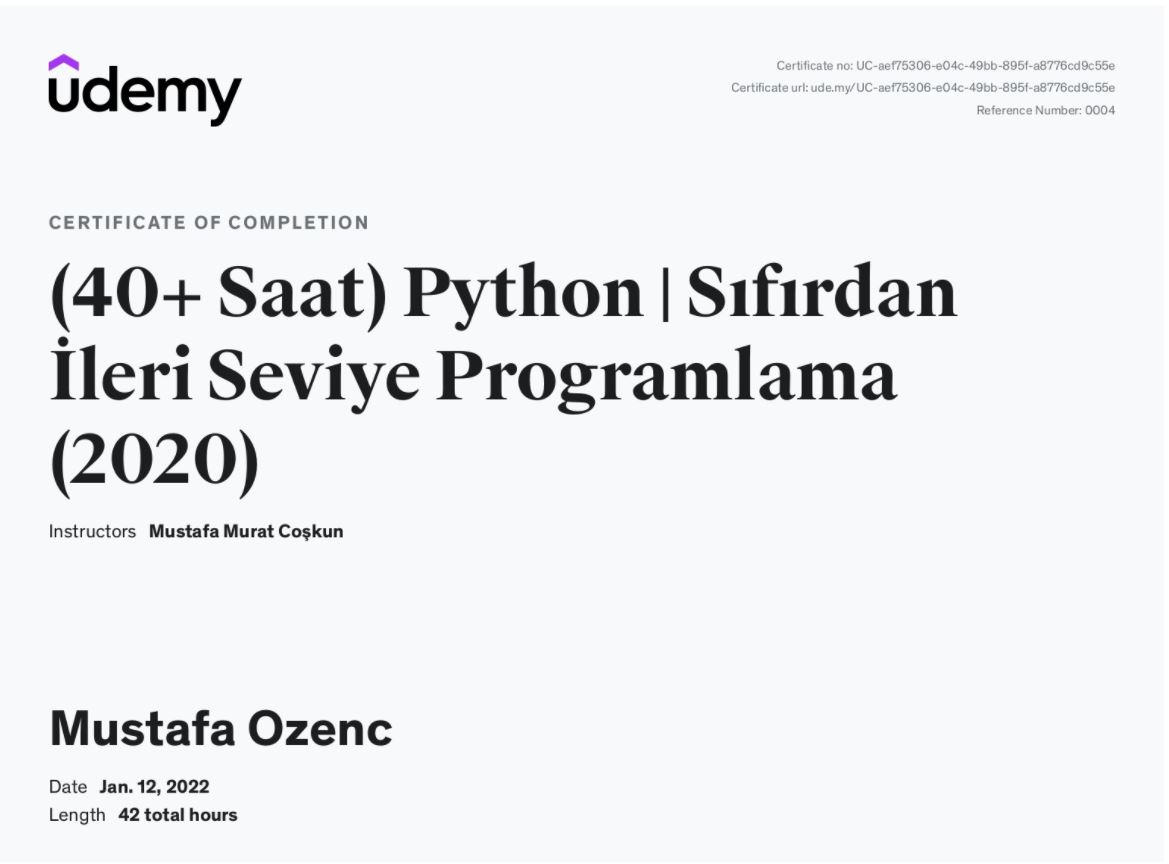 udemy
Certificate no: UC-aef75306-e04c-49bb-895f-a8776cd9c55e
Certificate url: ude.my/UC-aef75306-e04c-49bb-895f-a8776cd9c55e
Reference Number: 0004
CERTIFICATE OF COMPLETION
(40+ Saat) Python | Sıfırdan
İleri Seviye Programlama
(2020)
Instructors Mustafa Murat Coşkun
Mustafa Ozenc
Date Jan. 12, 2022
Length 42 total hours